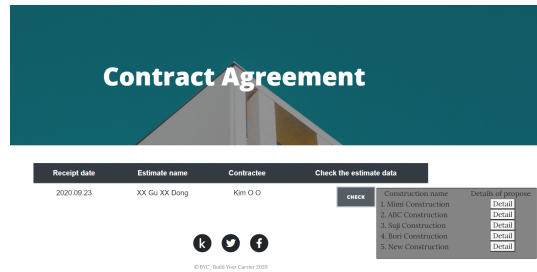 Contract Agreement
Receipt date Estimate name Contractee Check the estimate data
2020.09.23 XX Gu XX Dong Kim O O CHECK
Construction name Details of propose
1. Mimi Construction Detail
2. ABC Construction Detail
3. Suji Construction Detail
4. Bori Construction Detail
5. New Construction Detail
© BYC_Build Your Carrier 2020